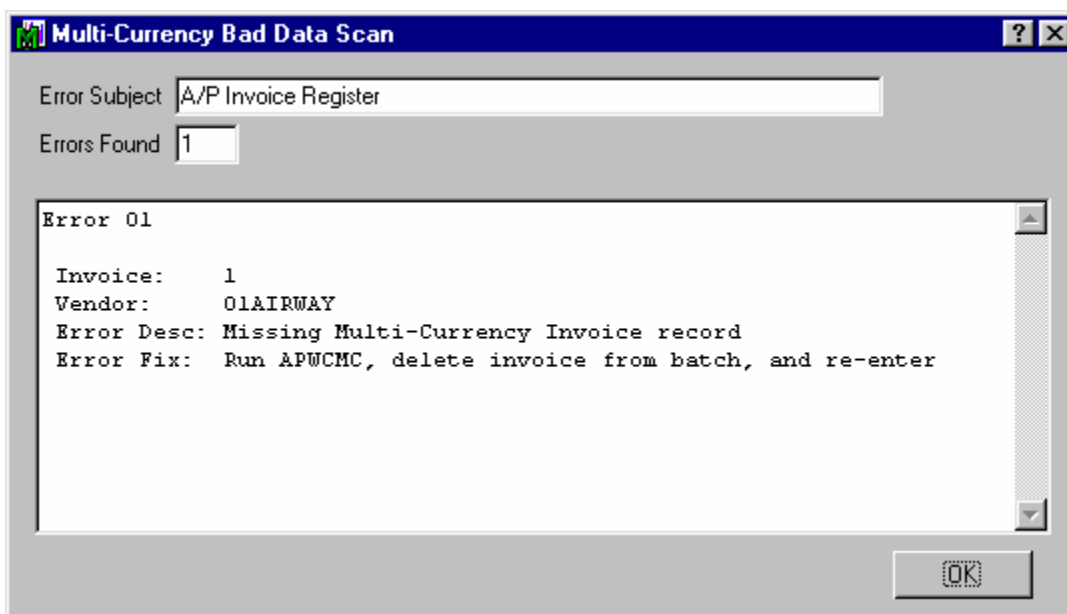 Multi-Currency Bad Data Scan
Error Subject A/P Invoice Register
Errors Found 1
Error 01
Invoice: 1
Vendor: 01AIRWAY
Error Desc: Missing Multi-Currency Invoice record
Error Fix: Run APWCMC, delete invoice from batch, and re-enter
OK